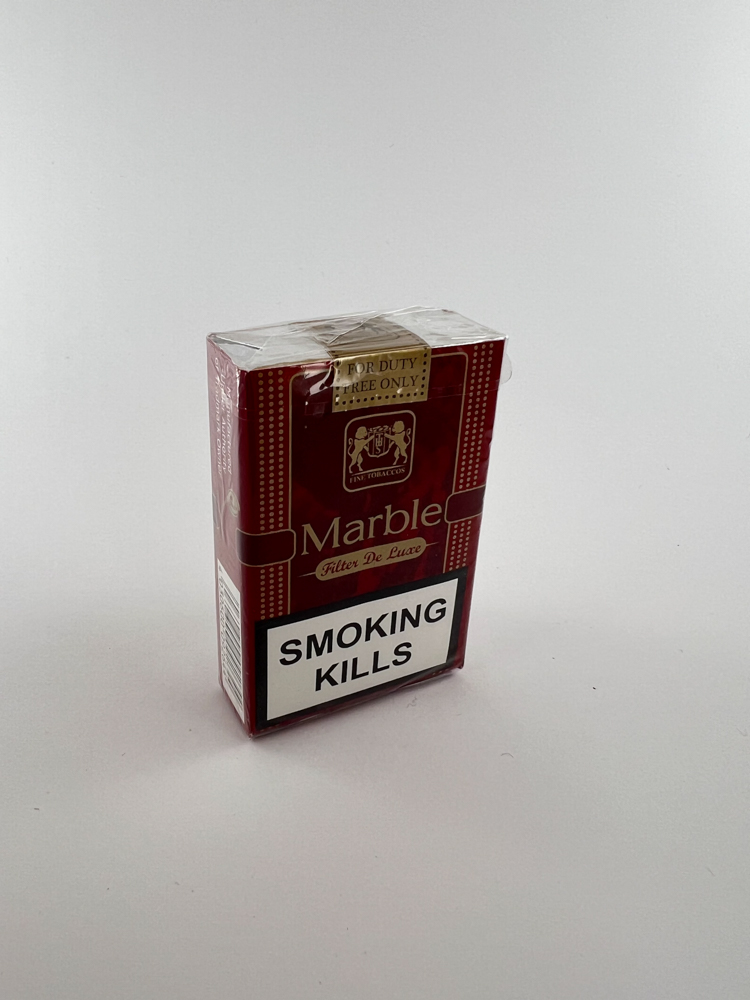 FOR DUTY
FREE ONLY
FINE TOBACCOS
Marble
Filter De Luxe
SMOKING
KILLS